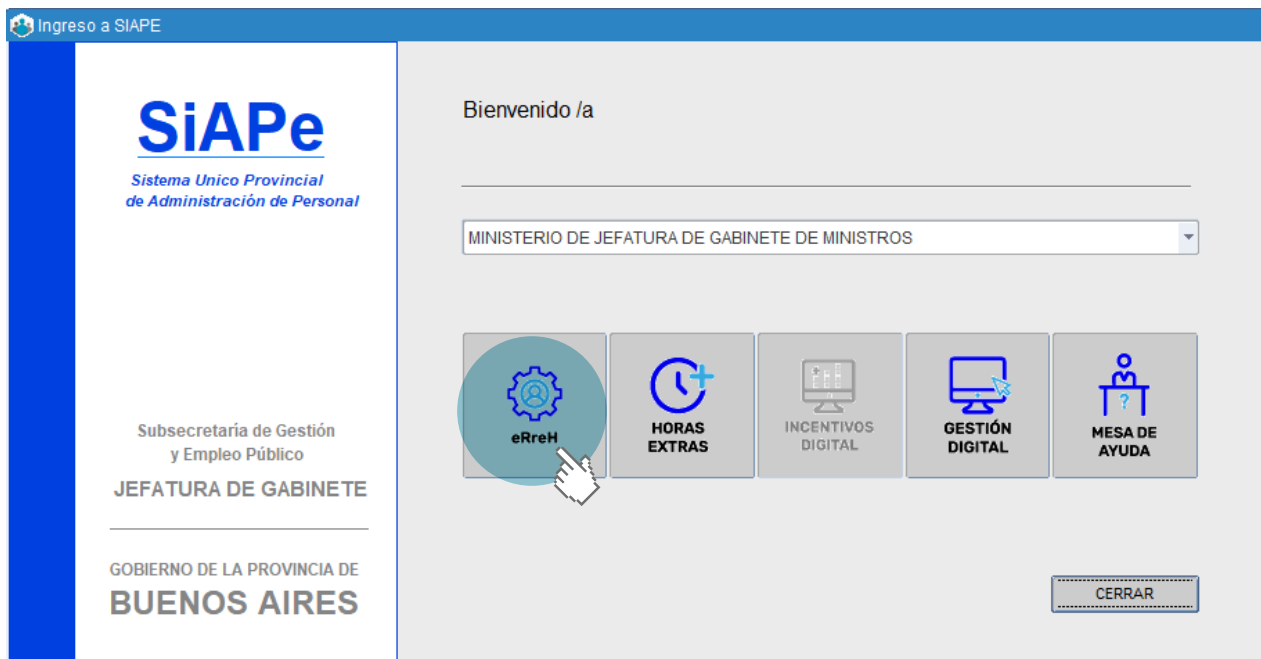 Ingreso a SIAPE
SiAPe
Sistema Unico Provincial
de Administración de Personal
Subsecretaría de Gestión
y Empleo Público
JEFATURA DE GABINETE
GOBIERNO DE LA PROVINCIA DE
BUENOS AIRES
Bienvenido /a
MINISTERIO DE JEFATURA DE GABINETE DE MINISTROS
eRreH
HORAS
EXTRAS
INCENTIVOS
DIGITAL
GESTIÓN
DIGITAL
?
MESA DE
AYUDA
CERRAR